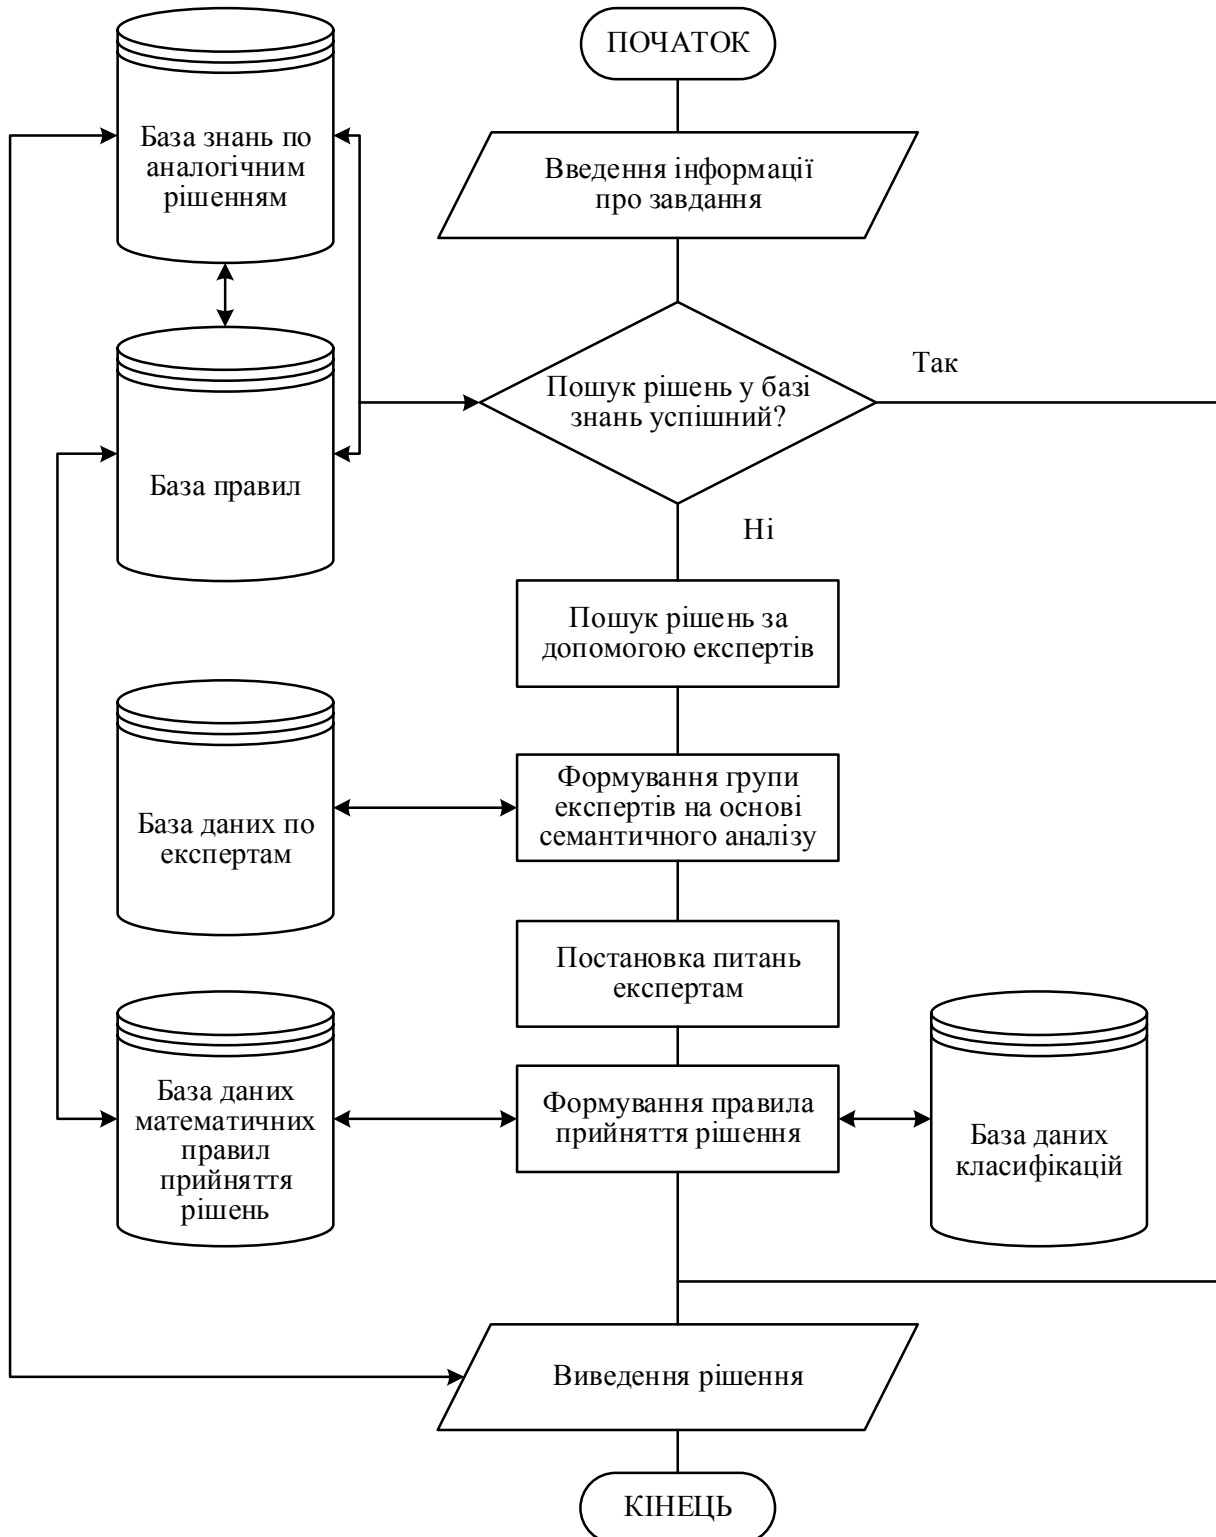 ПОЧАТОК
База знань по
аналогічним
рішенням
Введення інформації
про завдання
Пошук рішень у базі
знань успішний?
Так
База правил
Ні
Пошук рішень за
допомогою експертів
Формування групи
експертів на основі
семантичного аналізу
База даних по
експертам
Постановка питань
експертам
База даних
математичних
правил
прийняття
рішень
Формування правила
прийняття рішення
База даних
класифікацій
Виведення рішення
КІНЕЦЬ